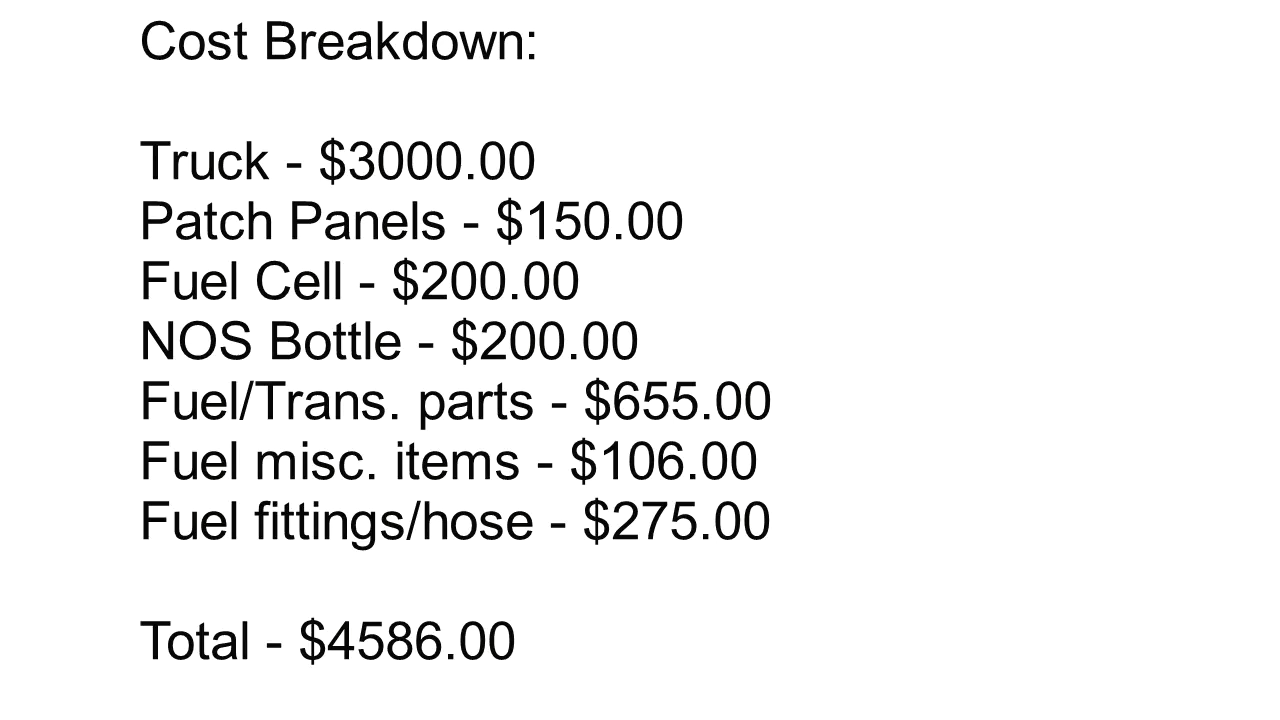 Cost Breakdown:
Truck - $3000.00
Patch Panels - $150.00
Fuel Cell - $200.00
NOS Bottle - $200.00
Fuel/Trans. parts - $655.00
Fuel misc. items - $106.00
Fuel fittings/hose - $275.00
Total - $4586.00